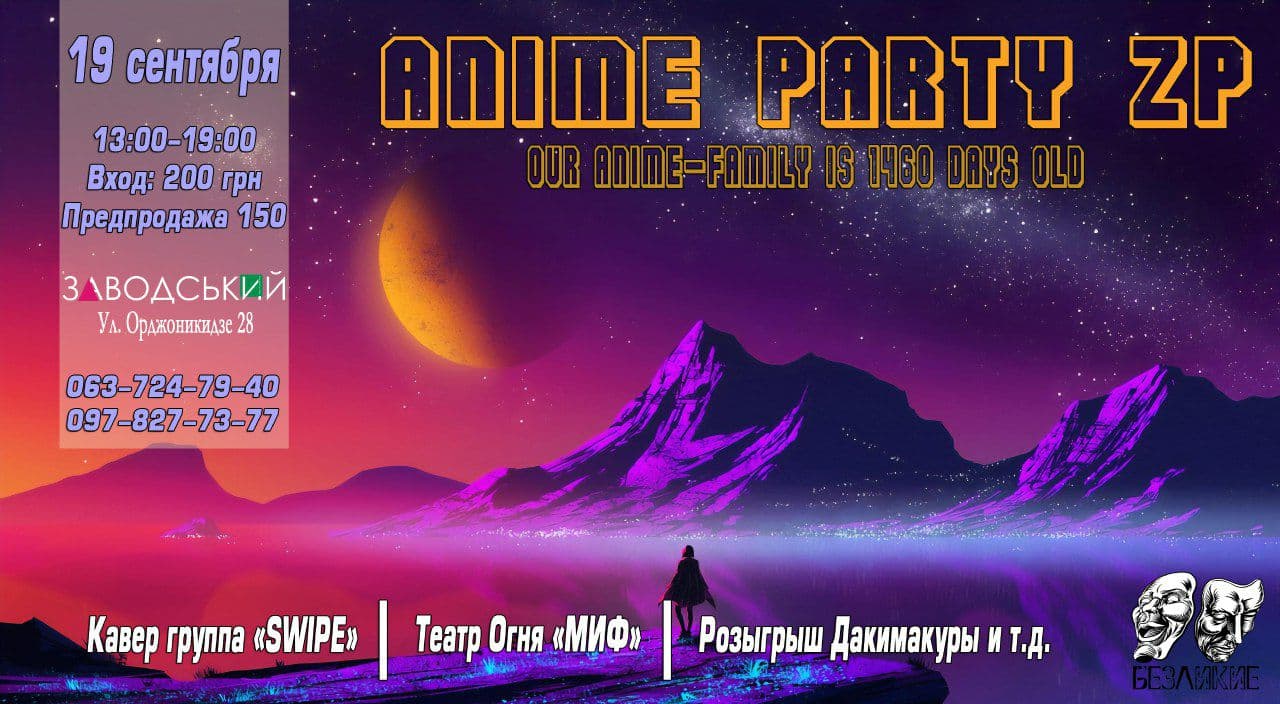 19 сентября
13:00-19:00
Вход: 200 грн
Предпродажа 150
ЗАВОДСЬКИЙ
Ул. Орджоникидзе 28
063-724-79-40
097-827-73-77
ANIME PARTY ZP
OUR ANIME-FAMILY IS 1460 DAYS OLD
Кавер группа «SWIPE» | Театр Огня «МИФ» | Розыгрыш Дакимакуры и т.д.
БЕЗЛИКИЕ